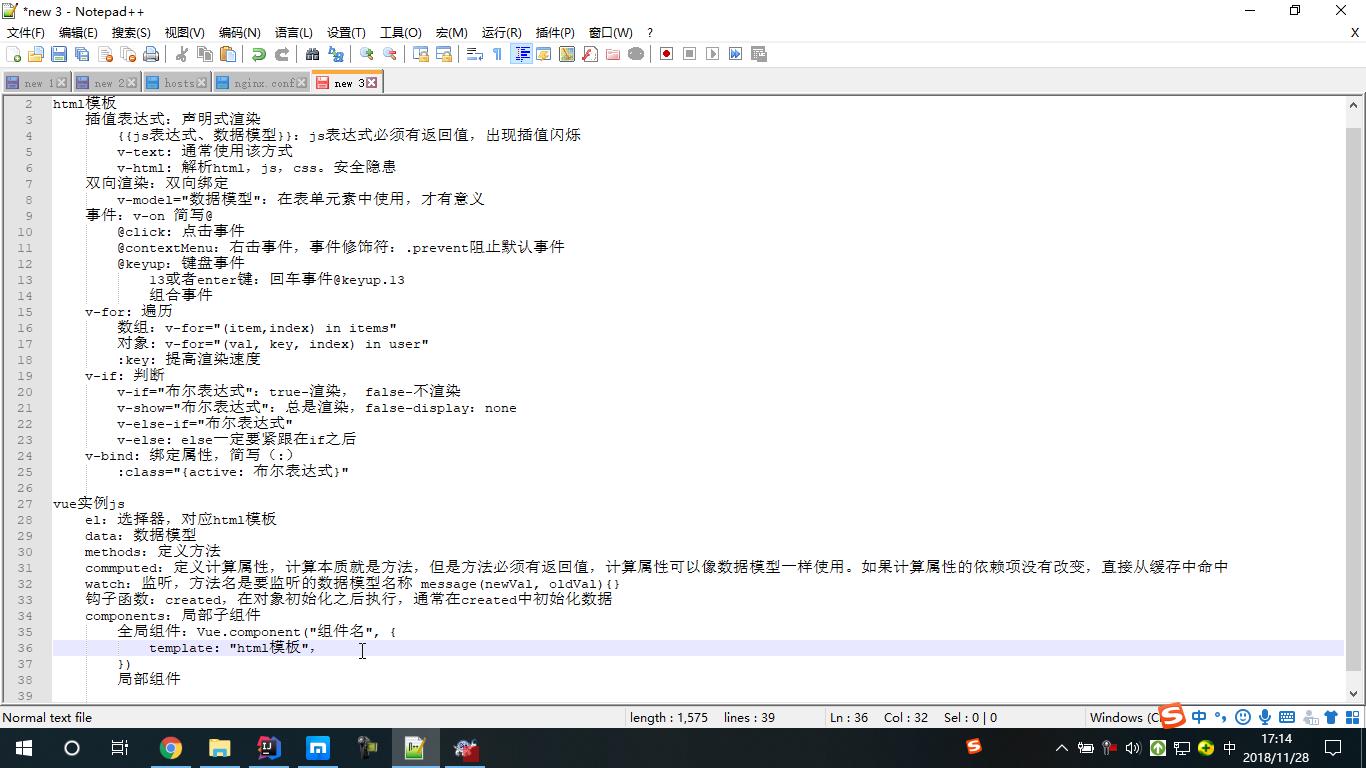 *new 3 - Notepad++
文件(F) 编辑(E) 搜索(S) 视图(V) 编码(N) 语言(L) 设置(T) 工具(O) 宏(M) 运行(R) 插件(P) 窗口(W) ? X
new 1 new 2 hosts nginx.conf new 3
2 html模板
3 插值表达式：声明式渲染
4 {{js表达式、数据模型}}：js表达式必须有返回值，出现插值闪烁
5 v-text：通常使用该方式
6 v-html：解析html，js，css。安全隐患
7 双向渲染：双向绑定
8 v-model="数据模型"：在表单元素中使用，才有意义
9 事件：v-on 简写@
10 @click：点击事件
11 @contextMenu：右击事件，事件修饰符：.prevent阻止默认事件
12 @keyup：键盘事件
13 13或者enter键：回车事件@keyup.13
14 组合事件
15 v-for：遍历
16 数组：v-for="(item,index) in items"
17 对象：v-for="(val, key, index) in user"
18 :key：提高渲染速度
19 v-if：判断
20 v-if="布尔表达式"：true-渲染， false-不渲染
21 v-show="布尔表达式"：总是渲染，false-display：none
22 v-else-if="布尔表达式"
23 v-else：else一定要紧跟在if之后
24 v-bind：绑定属性，简写（:）
25 :class="{active: 布尔表达式}"
26
27 vue实例js
28 el：选择器，对应html模板
29 data：数据模型
30 methods：定义方法
31 commputed：定义计算属性，计算本质就是方法，但是方法必须有返回值，计算属性可以像数据模型一样使用。如果计算属性的依赖项没有改变，直接从缓存中命中
32 watch：监听，方法名是要监听的数据模型名称 message(newVal, oldVal){}
33 钩子函数：created，在对象初始化之后执行，通常在created中初始化数据
34 components：局部子组件
35 全局组件：Vue.component("组件名", {
36 template: "html模板",
37 })
38 局部组件
39
Normal text file length : 1,575 lines : 39 Ln : 36 Col : 32 Sel : 0 | 0 Windows (C 中
中 17:14
2018/11/28